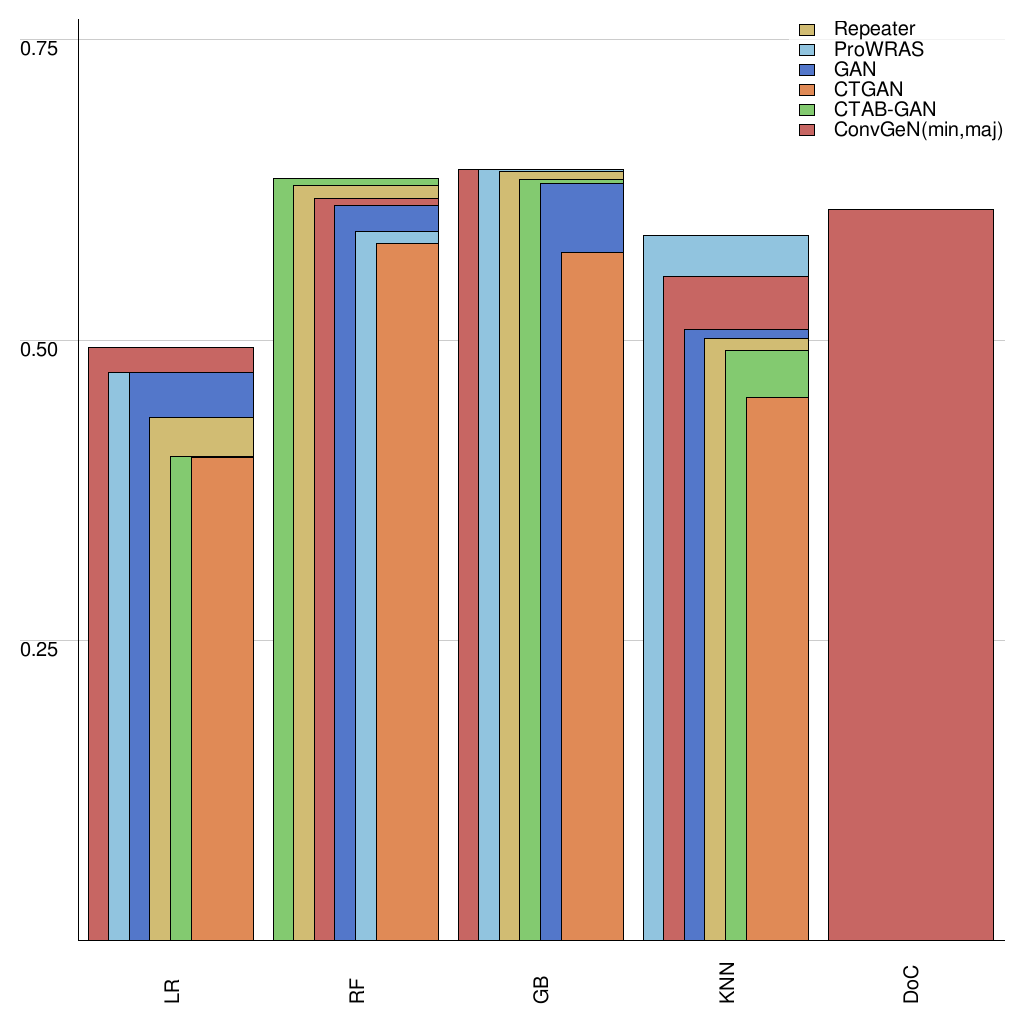 0.75
0.50
0.25
Repeater
ProWRAS
GAN
CTGAN
CTAB-GAN
ConvGeN(min,maj)
LR
RF
GB
KNN
DoC